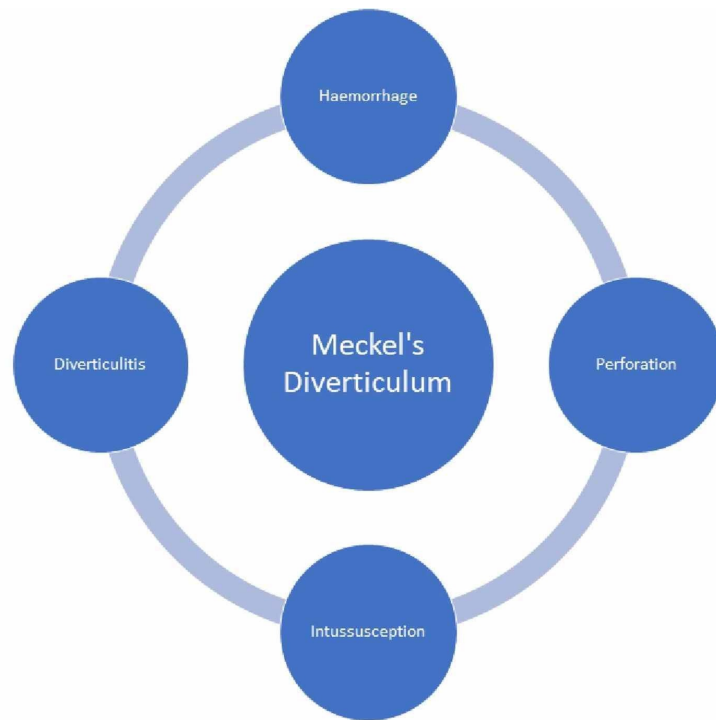 Haemorrhage
Diverticulitis
Meckel's
Diverticulum
Perforation
Intussusception